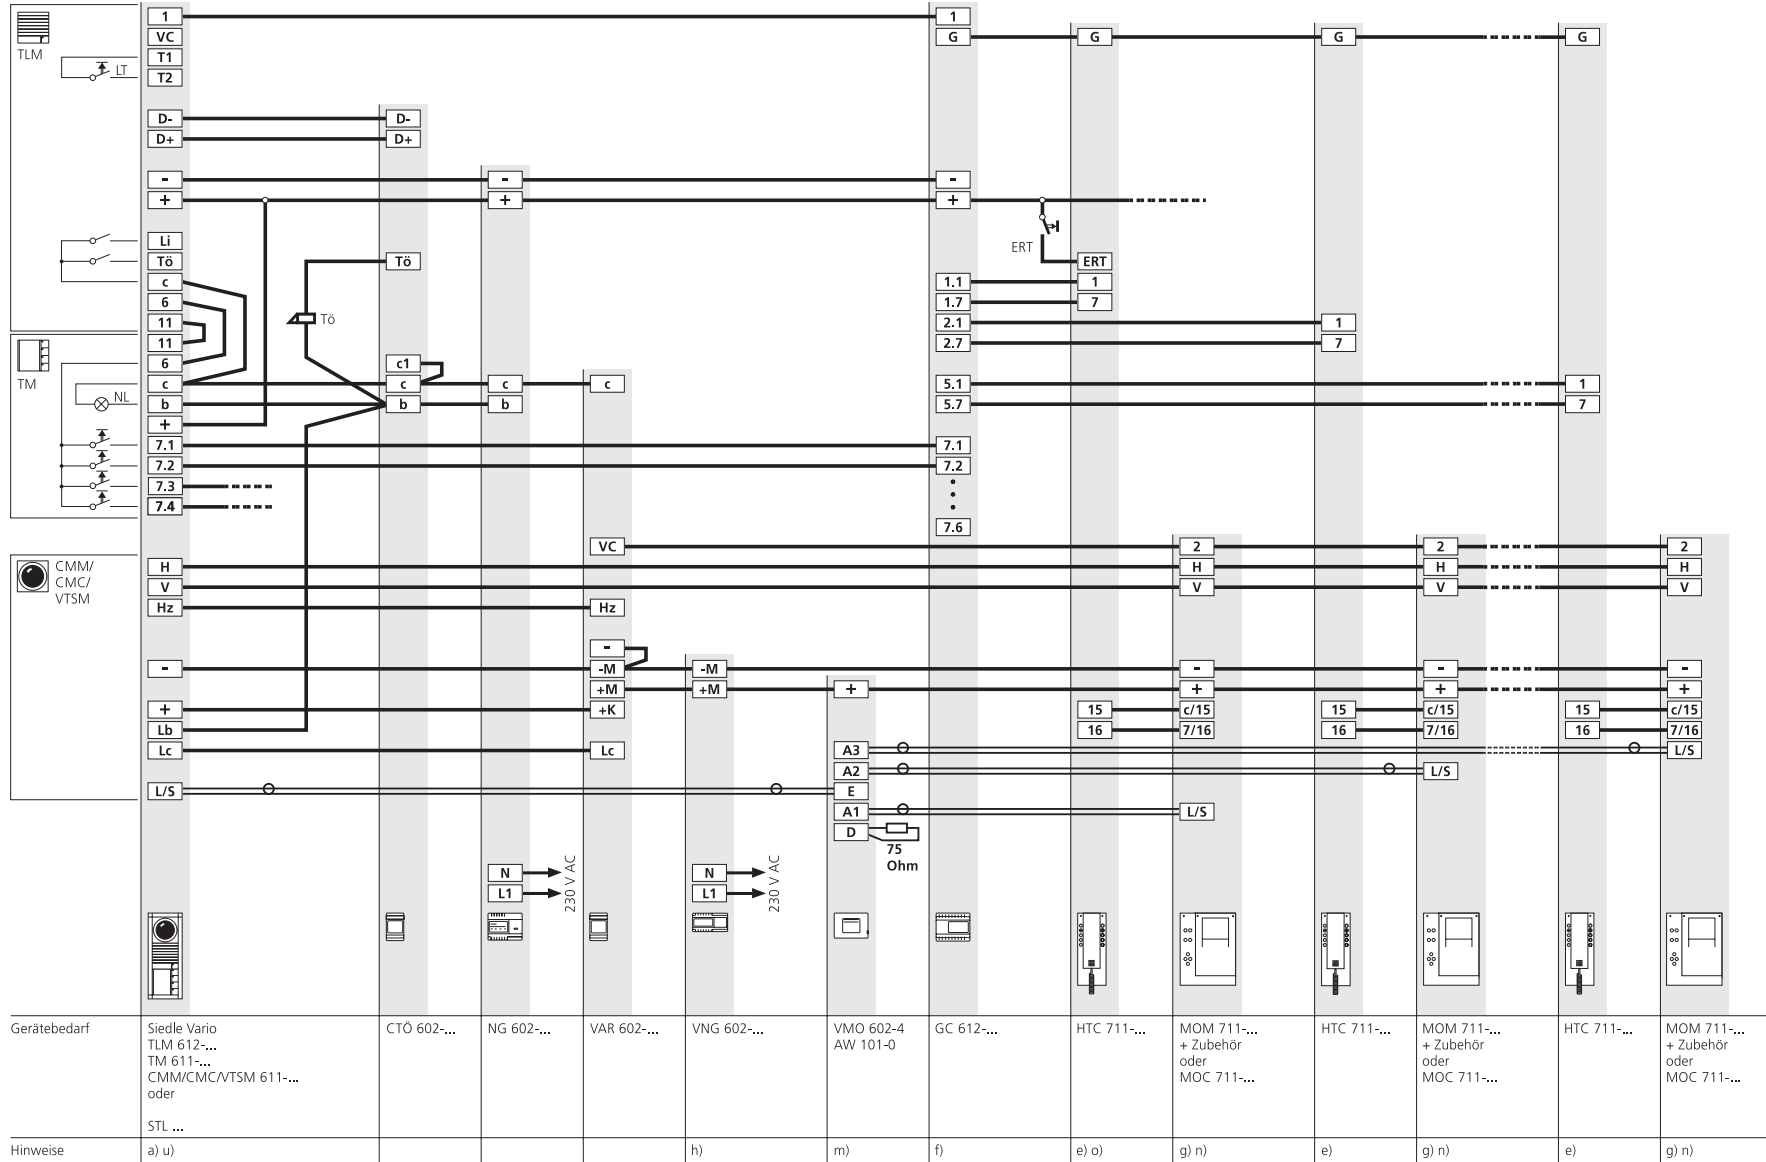 1 1
VC G G G G
TLM
T1
LT
T2
D- D-
D+ D+
- - -
+ + +
Li
ERT
Tö Tö ERT
c 1.1 1
6 1.7 7
11 Tö 2.1 1
11 2.7 7
6 c1
TM
c c c c 5.1 1
NL
b b b 5.7 7
+
7.1 7.1
7.2 7.2
7.3
7.4
7.6
VC 2 2 2
CMM/
CMC/
VTSM
H H H H
V V V V
Hz Hz
-
- -M -M - - -
+M +M + + + +
+ +K 15 c/15 15 c/15 15 c/15
Lb 16 7/16 16 7/16 16 7/16
Lc Lc A3 L/S
A2 L/S
L/S E
A1 L/S
D
75
Ohm
N N
L1 L1
230 V AC 230 V AC
Gerätebedarf
Siedle Vario
TLM 612-...
TM 611-...
CMM/CMC/VTSM 611-...
oder
STL ...
CTÖ 602-...
NG 602-...
VAR 602-...
VNG 602-...
VMO 602-4
AW 101-0
GC 612-...
HTC 711-...
MOM 711-...
+ Zubehör
oder
MOC 711-...
HTC 711-...
MOM 711-...
+ Zubehör
oder
MOC 711-...
HTC 711-...
MOM 711-...
+ Zubehör
oder
MOC 711-...
Hinweise a) u) h) m) f) e) o) g) n) e) g) n) e) g) n)